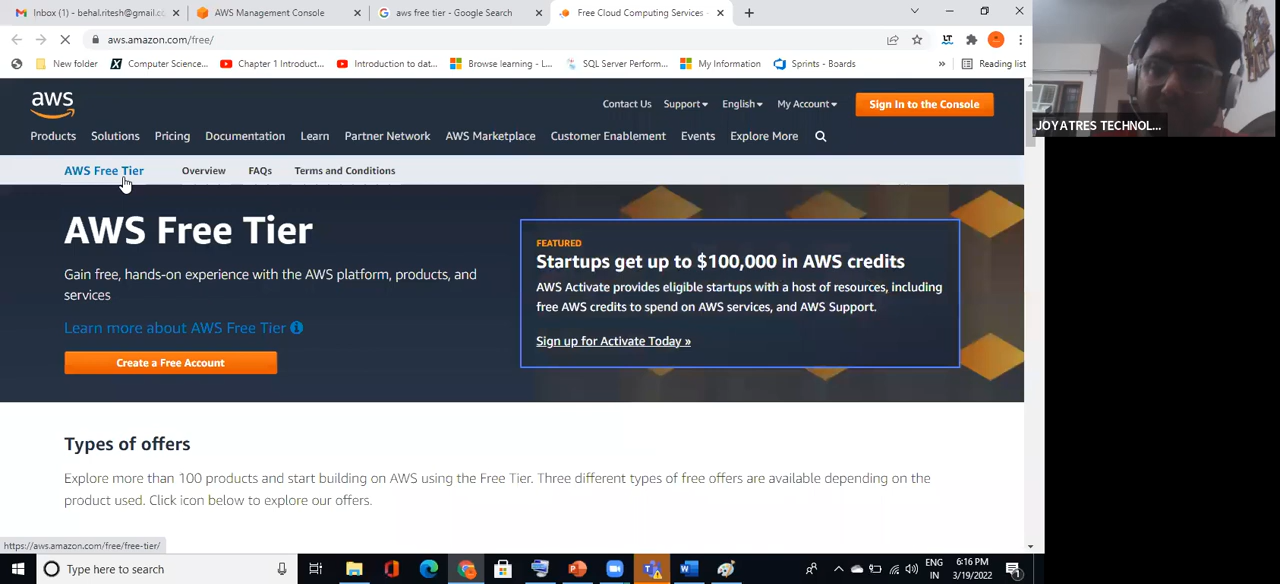 Inbox (1) - behal.ritesh@gmail.c
AWS Management Console
aws free tier - Google Search
Free Cloud Computing Services -
aws.amazon.com/free/
New folder
Computer Science...
Chapter 1 Introduct...
Introduction to dat...
Browse learning - L...
SQL Server Perform...
My Information
Sprints - Boards
»
Reading list
aws
Contact Us
Support
English
My Account
Sign In to the Console
Products
Solutions
Pricing
Documentation
Learn
Partner Network
AWS Marketplace
Customer Enablement
Events
Explore More
AWS Free Tier
Overview
FAQs
Terms and Conditions
AWS Free Tier
Gain free, hands-on experience with the AWS platform, products, and
services
Learn more about AWS Free Tier
Create a Free Account
FEATURED
Startups get up to $100,000 in AWS credits
AWS Activate provides eligible startups with a host of resources, including
free AWS credits to spend on AWS services, and AWS Support.
Sign up for Activate Today »
Types of offers
Explore more than 100 products and start building on AWS using the Free Tier. Three different types of free offers are available depending on the
product used. Click icon below to explore our offers.
https://aws.amazon.com/free/free-tier/
Type here to search
ENG
IN
6:16 PM
3/19/2022
JOYATRES TECHNOL...